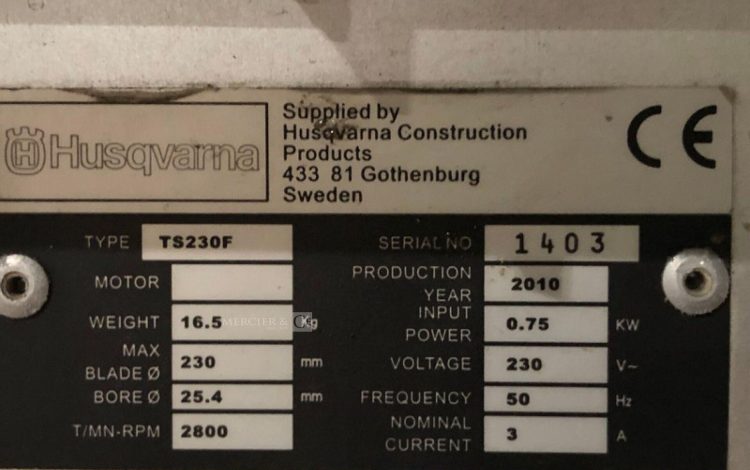 Husqvarna
Supplied by
Husqvarna Construction
Products
433 81 Gothenburg
Sweden
CE
TYPE TS230F
SERIAL NO 1403
MOTOR
PRODUCTION
YEAR 2010
WEIGHT 16.5 Kg
MERCIER &
INPUT
POWER 0.75 KW
MAX
BLADE Ø 230 mm
VOLTAGE 230 V~
BORE Ø 25.4 mm
FREQUENCY 50 Hz
T/MN-RPM 2800
NOMINAL
CURRENT 3 A